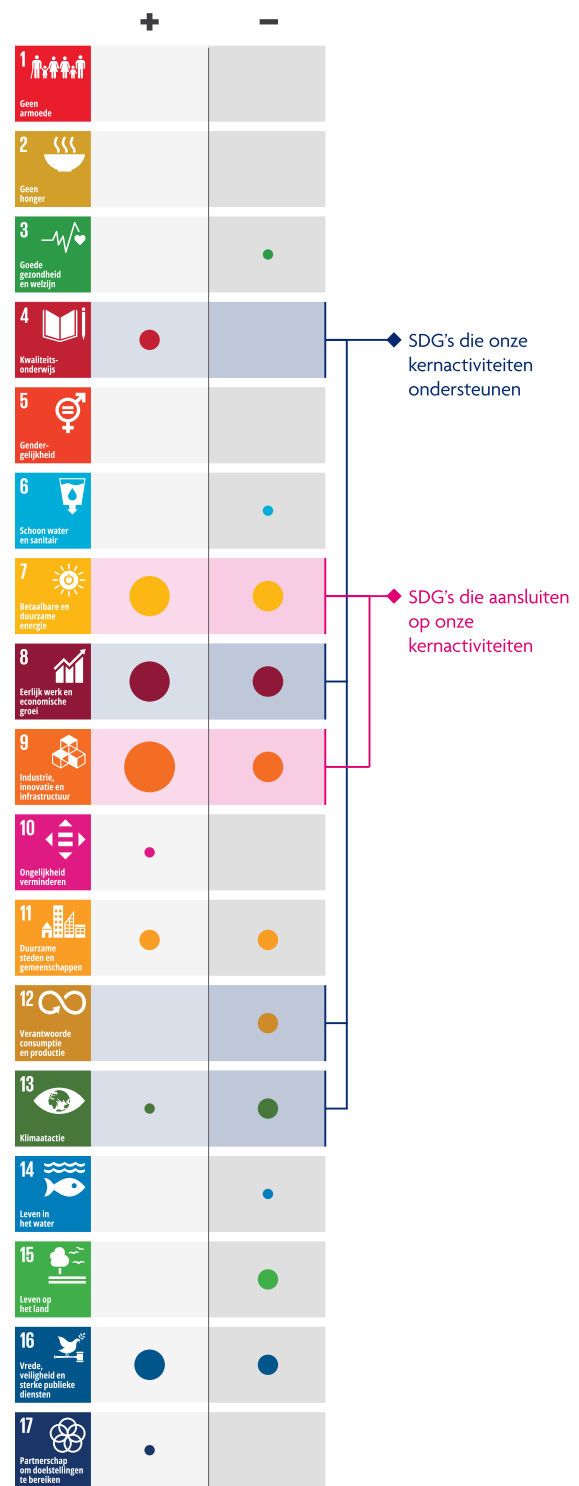 + −
1
Geen
armoede
2
Geen
honger
3
Goede
gezondheid
en welzijn
4
Kwaliteits-
onderwijs
SDG’s die onze
kernactiviteiten
ondersteunen
5
Gender-
gelijkheid
6
Schoon water
en sanitair
7
Betaalbare en
duurzame
energie
SDG’s die aansluiten
op onze
kernactiviteiten
8
Eerlijk werk en
economische
groei
9
Industrie,
innovatie en
infrastructuur
10
Ongelijkheid
verminderen
11
Duurzame
steden en
gemeenschappen
12
Verantwoorde
consumptie
en productie
13
Klimaatactie
14
Leven in
het water
15
Leven op
het land
16
Vrede,
veiligheid en
sterke publieke
diensten
17
Partnerschap
om doelstellingen
te bereiken